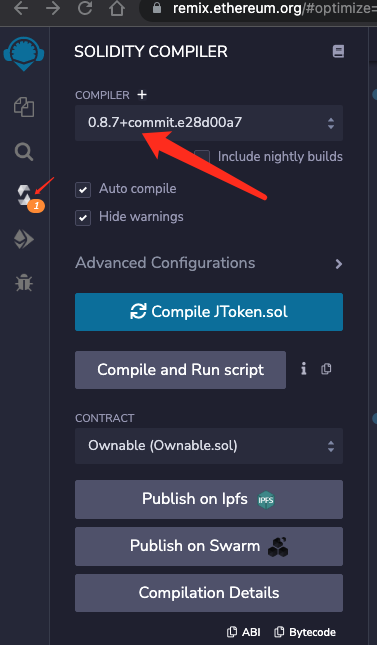 remix.ethereum.org/#optimize=
SOLIDITY COMPILER
COMPILER +
0.8.7+commit.e28d00a7
Include nightly builds
Auto compile
1
Hide warnings
Advanced Configurations
Compile JToken.sol
Compile and Run script
CONTRACT
Ownable (Ownable.sol)
Publish on Ipfs IPFS
Publish on Swarm
Compilation Details
ABI Bytecode